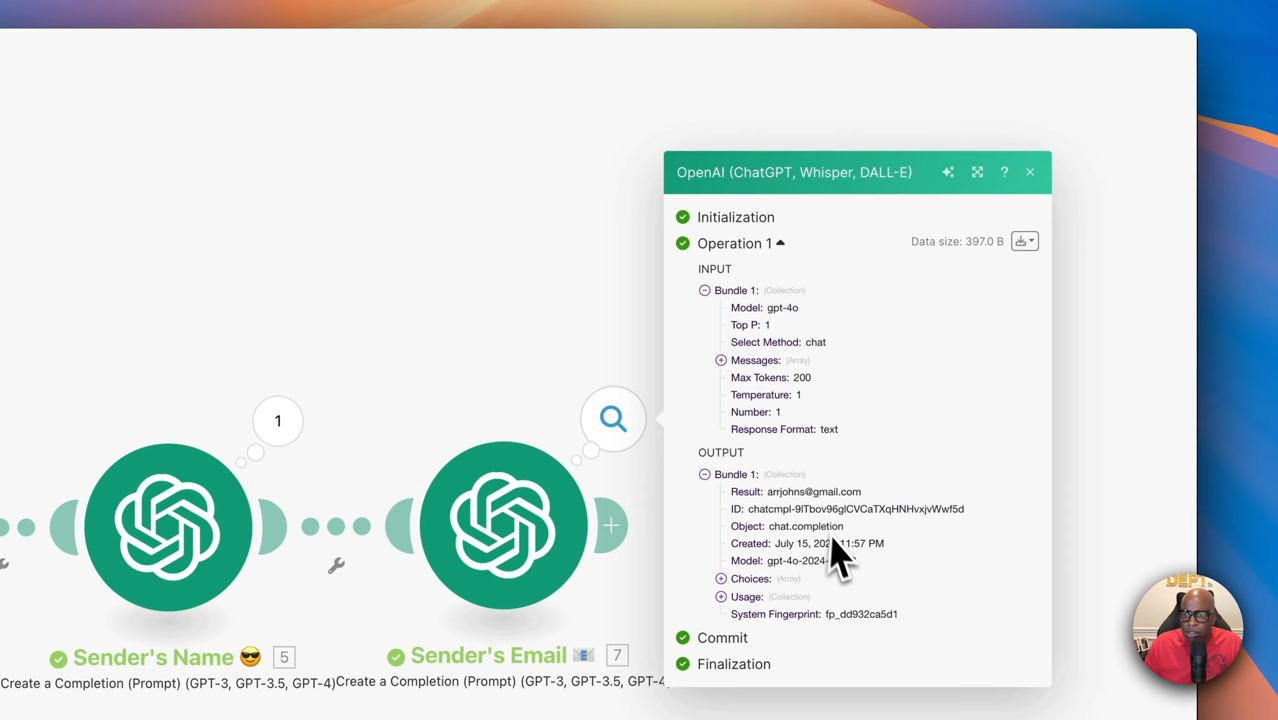 OpenAI (ChatGPT, Whisper, DALL-E)
?
Initialization
Operation 1
Data size: 397.0 B
INPUT
Bundle 1: (Collection)
Model: gpt-4o
Top P: 1
Select Method: chat
Messages: (Array)
Max Tokens: 200
Temperature: 1
Number: 1
Response Format: text
OUTPUT
Bundle 1: (Collection)
Result: arrjohns@gmail.com
ID: chatcmpl-9lTbov96glCVCaTXqHNHvxjvWwf5d
Object: chat.completion
Created: July 15, 11:57 PM
Model: gpt-4o-2024-
Choices: (Array)
Usage: (Collection)
System Fingerprint: fp_dd932ca5d1
Commit
Finalization
1
Sender's Name 😎 5
Create a Completion (Prompt) (GPT-3, GPT-3.5, GPT-4)
Sender's Email 📧 7
Create a Completion (Prompt) (GPT-3, GPT-3.5, GPT-4
DEPT